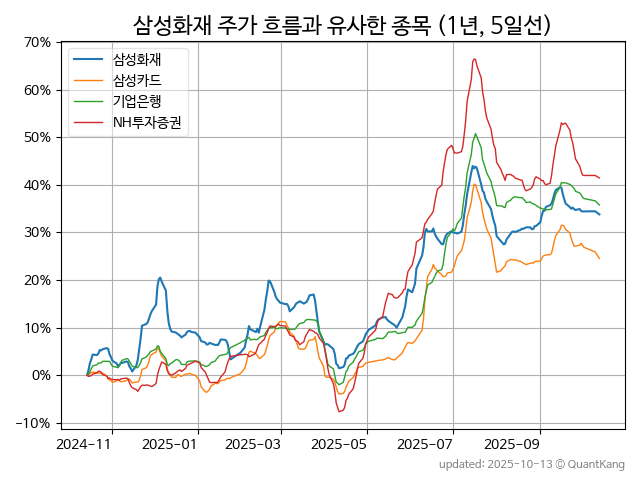 삼성화재 주가 흐름과 유사한 종목 (1년, 5일선)
70%
60%
50%
40%
30%
20%
10%
0%
−10%
삼성화재
삼성카드
기업은행
NH투자증권
2024-11
2025-01
2025-03
2025-05
2025-07
2025-09
updated: 2025-10-13 ⓒ QuantKang